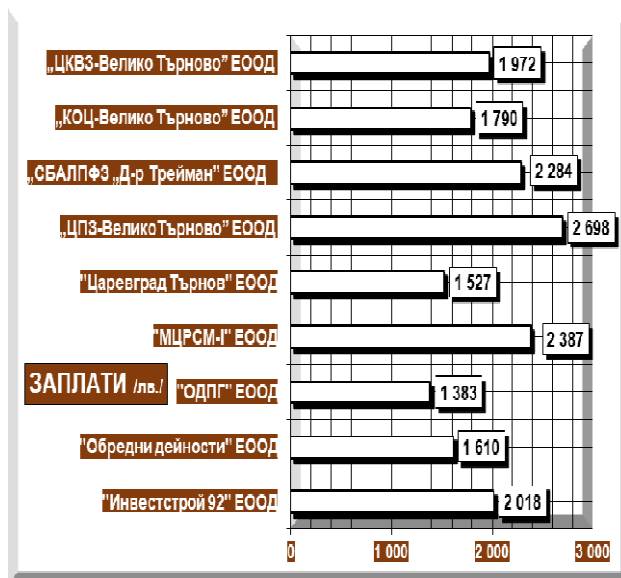 „ЦКВЗ-Велико Търново” ЕООД 1 972
„КОЦ-Велико Търново” ЕООД 1 790
„СБАЛПФЗ „Д-р Трейман" ЕООД 2 284
„ЦПЗ-Велико Търново” ЕООД 2 698
"Царевград Търнов" ЕООД 1 527
"МЦРСМ-I" ЕООД 2 387
ЗАПЛАТИ /лв./
"ОДПГ" ЕООД 1 383
"Обредни дейности" ЕООД 1 610
"Инвестстрой 92" ЕООД 2 018
0 1 000 2 000 3 000